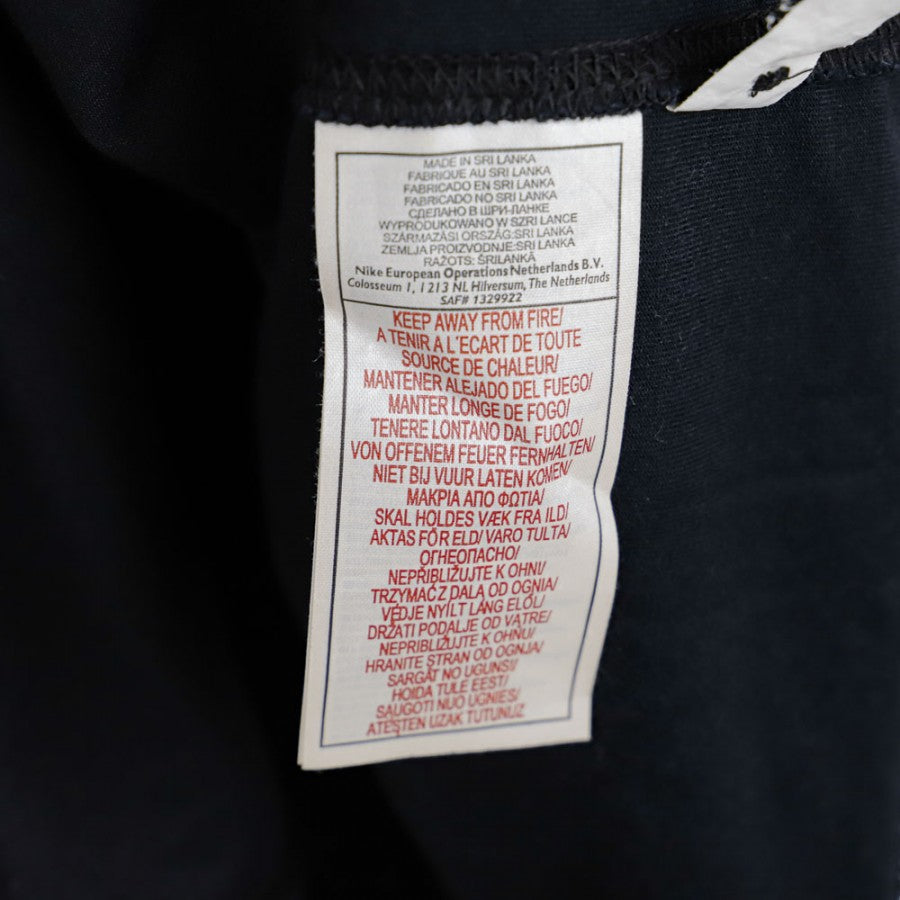 MADE IN SRI LANKA
FABRIQUE AU SRI LANKA
FABRICADO EN SRI LANKA
FABRICADO NO SRI LANKA
СДЕЛАНО В ШРИ-ЛАНКЕ
WYPRODUKOWANO W SZRI LANCE
SZÁRMAZÁSI ORSZÁG:SRI LANKA
ZEMLJA PROIZVODNJE:SRI LANKA
RAŽOTS: ŠRILANKĀ
Nike European Operations Netherlands B.V.
Colosseum 1, 1213 NL Hilversum, The Netherlands
SAF# 1329922
KEEP AWAY FROM FIRE/
A TENIR A L'ECART DE TOUTE
SOURCE DE CHALEUR/
MANTENER ALEJADO DEL FUEGO/
MANTER LONGE DE FOGO/
TENERE LONTANO DAL FUOCO/
VON OFFENEM FEUER FERNHALTEN/
NIET BIJ VUUR LATEN KOMEN/
ΜΑΚΡΙΑ ΑΠΟ ΦΩΤΙΑ/
SKAL HOLDES VÆK FRA ILD/
AKTAS FÖR ELD/ VARO TULTA/
ОГНЕОПАСНО/
NEPŘIBLIŽUJTE K OHNI/
TRZYMAĆ Z DALA OD OGNIA/
VÉDJE NYÍLT LÁNG ELŐL/
DRŽATI PODALJE OD VATRE/
NEPRIBLIŽUJTE K OHŇU/
HRANITE STRAN OD OGNJA/
SARGĀT NO UGUNS/
HOIDA TULE EEST/
SAUGOTI NUO UGNIES/
ATEŞTEN UZAK TUTUNUZ